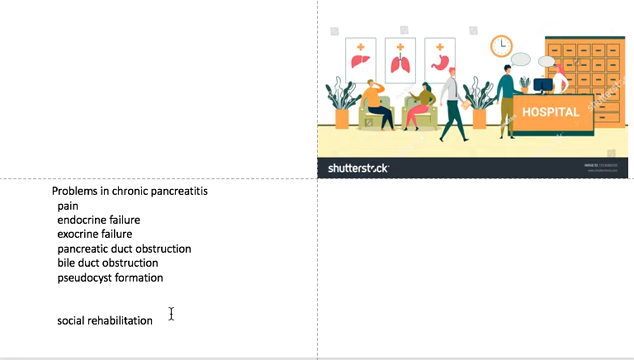 HOSPITAL
shutterstock
Problems in chronic pancreatitis
pain
endocrine failure
exocrine failure
pancreatic duct obstruction
bile duct obstruction
pseudocyst formation
social rehabilitation